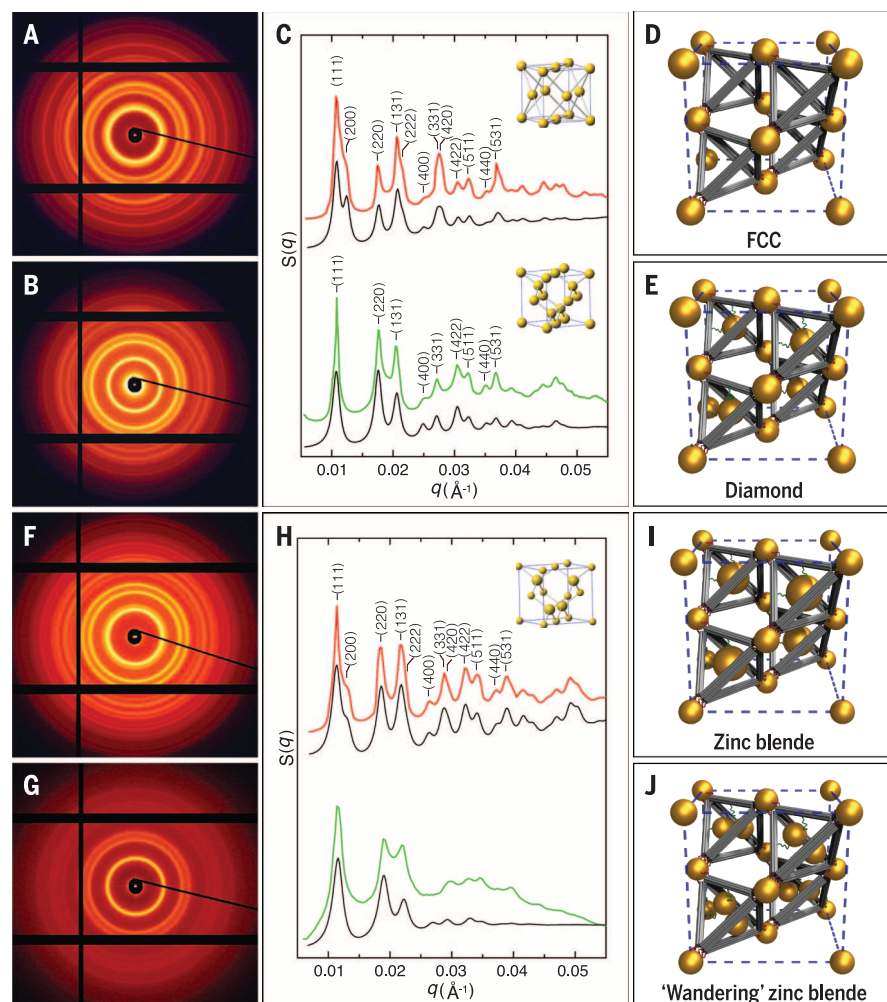 A
B
C
(111)
(200)
(220)
(131)
(222)
(400)
(331)
(420)
(422)
(511)
(440)
(531)
(111)
(220)
(131)
(400)
(331)
(422)
(511)
(440)
(531)
S(q)
0.01 0.02 0.03 0.04 0.05
q(Å⁻¹)
D
FCC
E
Diamond
F
G
H
(111)
(200)
(220)
(131)
(222)
(400)
(331)
(420)
(422)
(511)
(440)
(531)
S(q)
0.01 0.02 0.03 0.04 0.05
q(Å⁻¹)
I
Zinc blende
J
‘Wandering’ zinc blende